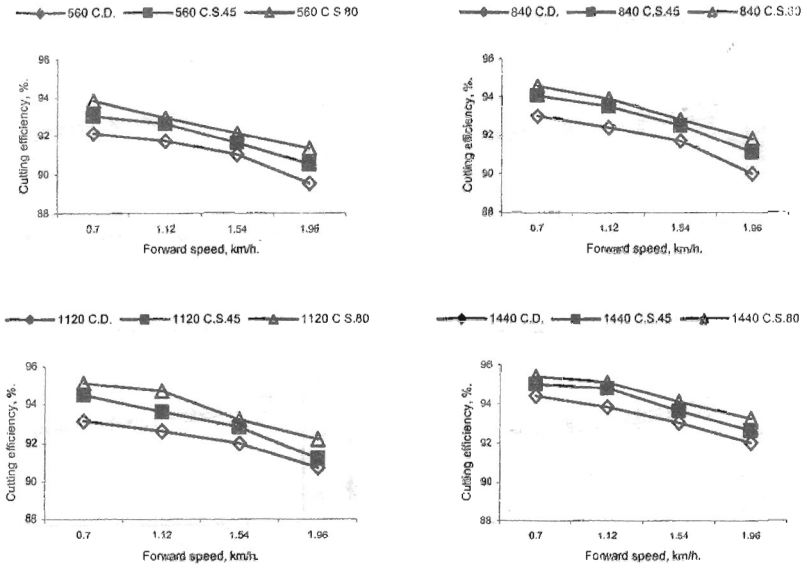 560 C.D. 560 C.S.45 560 C.S.80
Cutting efficiency, %.
96
94
92
90
88
0.7 1.12 1.54 1.96
Forward speed, km/h.
840 C.D. 840 C.S.45 840 C.S.80
Cutting efficiency, %.
96
94
92
90
88
0.7 1.12 1.54 1.96
Forward speed, km/h.
1120 C.D. 1120 C.S.45 1120 C.S.80
Cutting efficiency, %.
96
94
92
90
88
0.7 1.12 1.54 1.96
Forward speed, km/h.
1440 C.D. 1440 C.S.45 1440 C.S.80
Cutting efficiency, %.
96
94
92
90
88
0.7 1.12 1.54 1.96
Forward speed, km/h.